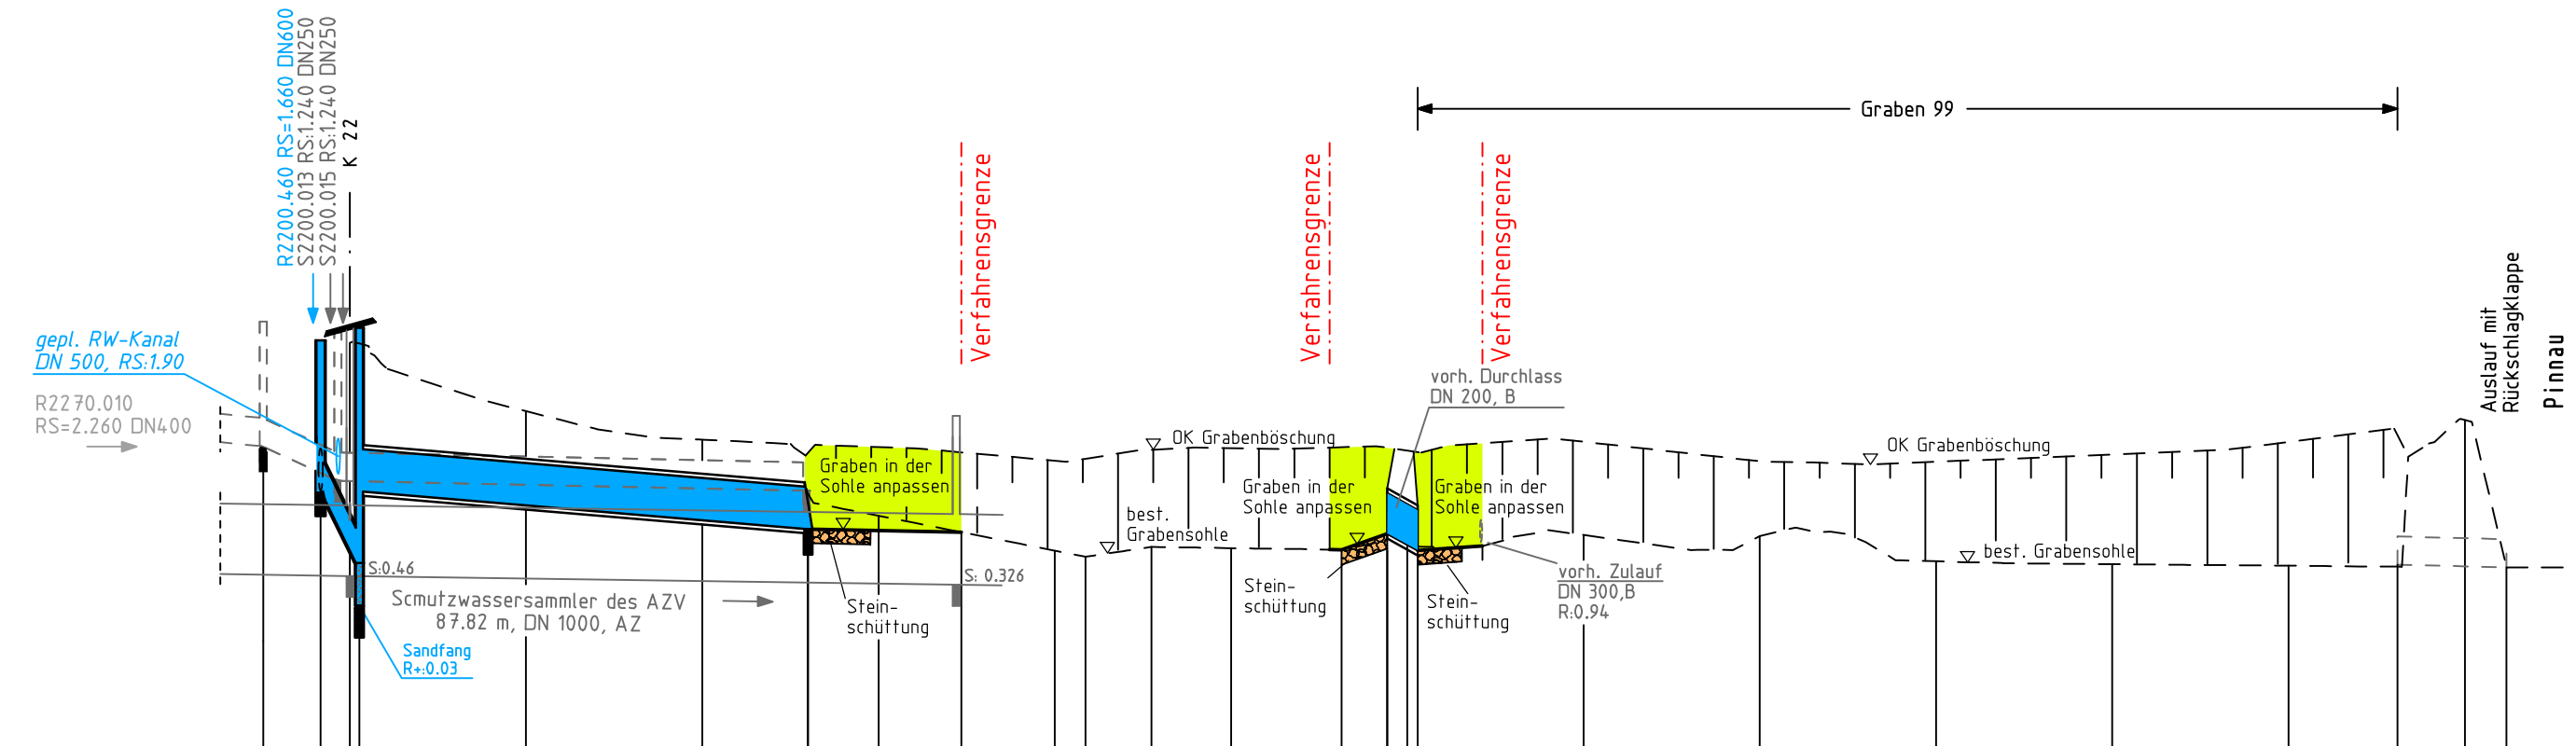 R2200.460 RS=1.660 DN600
S2200.013 RS:1.240 DN250
S2200.015 RS:1.240 DN250
K 22
gepl. RW-Kanal
DN 500, RS:1.90
R2270.010
RS=2.260 DN400
S:0.46
Scmutzwassersammler des AZV
87.82 m, DN 1000, AZ
Sandfang
R+:0.03
Graben in der
Sohle anpassen
Stein-
schüttung
S: 0.326
Verfahrensgrenze
OK Grabenböschung
best.
Grabensohle
Verfahrensgrenze
Graben in der
Sohle anpassen
Stein-
schüttung
Graben 99
Verfahrensgrenze
vorh. Durchlass
DN 200, B
Graben in der
Sohle anpassen
Stein-
schüttung
vorh. Zulauf
DN 300,B
R:0.94
OK Grabenböschung
best. Grabensohle
Auslauf mit
Rückschlagklappe
Pinnau